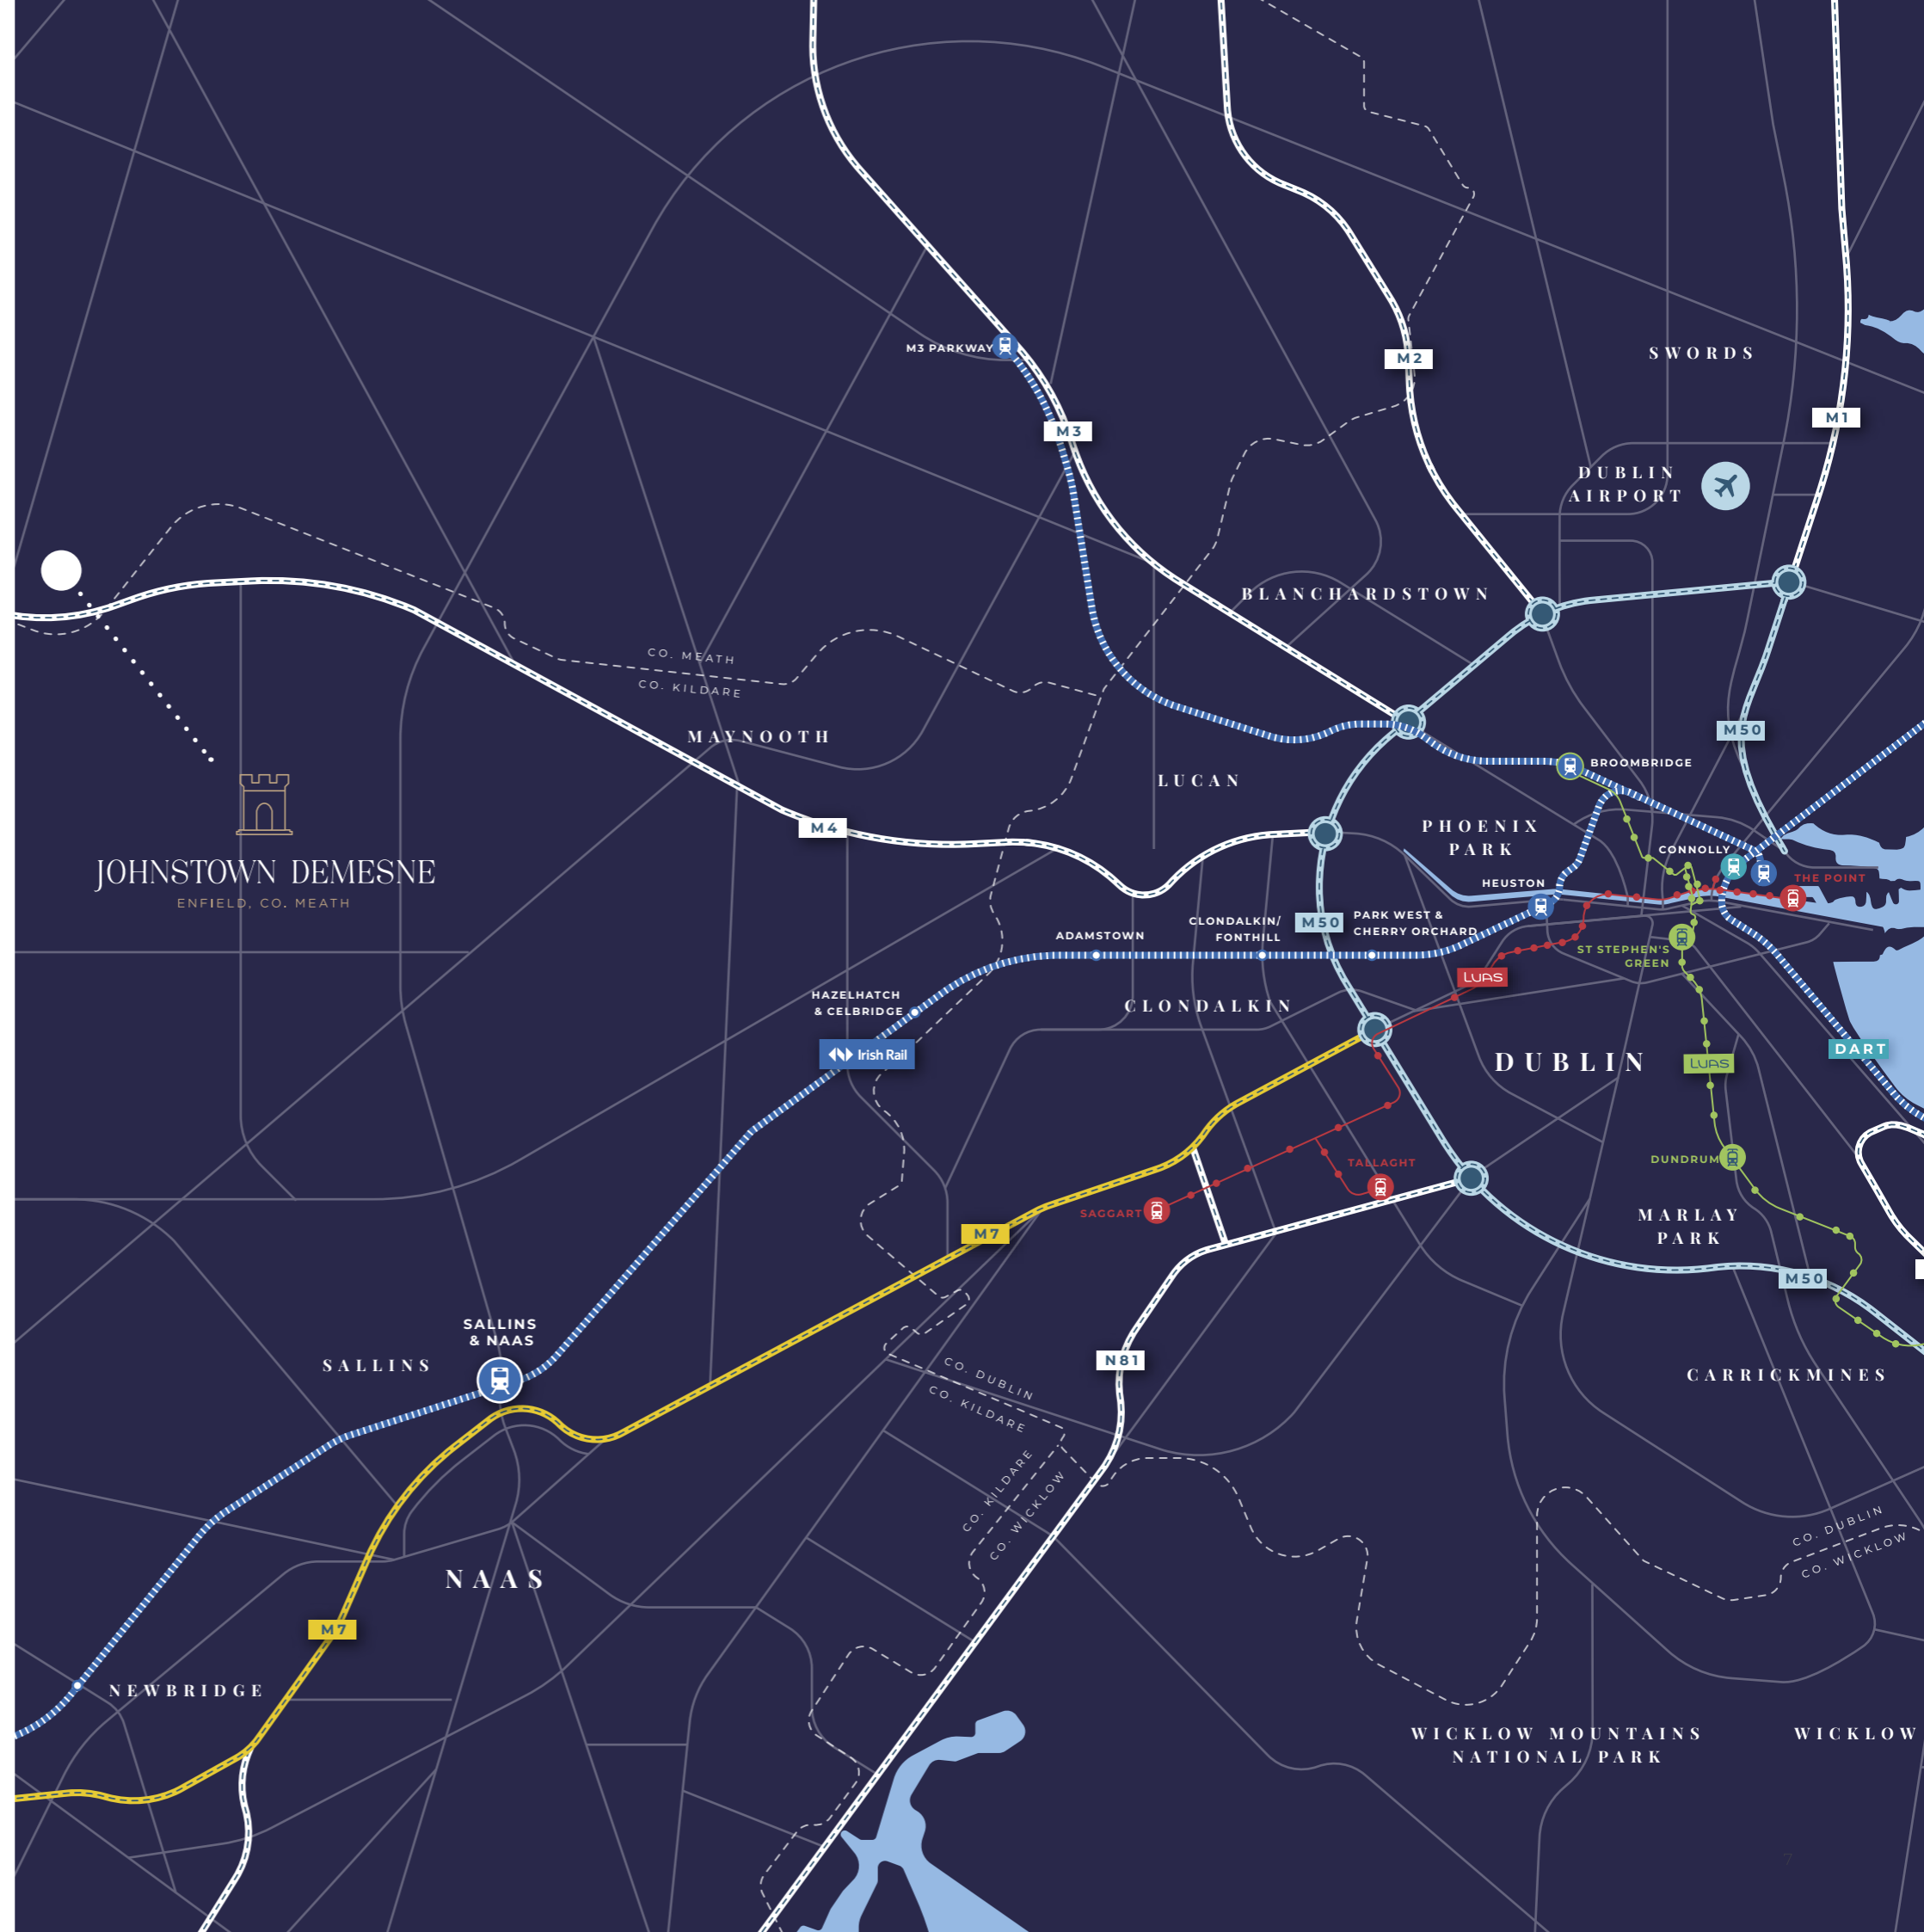 M3 PARKWAY
M2
SWORDS
M1
M3
DUBLIN
AIRPORT
BLANCHARDSTOWN
CO. MEATH
CO. KILDARE
MAYNOOTH
M50
BROOMBRIDGE
LUCAN
M4
PHOENIX
PARK
CONNOLLY
THE POINT
JOHNSTOWN DEMESNE
ENFIELD, CO. MEATH
HEUSTON
CLONDALKIN/
FONTHILL
M50
PARK WEST &
CHERRY ORCHARD
ADAMSTOWN
ST STEPHEN'S
GREEN
LUAS
HAZELHATCH
& CELBRIDGE
CLONDALKIN
Irish Rail
DUBLIN
LUAS
DART
DUNDRUM
TALLAGHT
SAGGART
MARLAY
PARK
M7
M50
SALLINS
& NAAS
SALLINS
N81
CO. DUBLIN
CO. KILDARE
CARRICKMINES
CO. KILDARE
CO. WICKLOW
CO. DUBLIN
CO. WICKLOW
NAAS
M7
NEWBRIDGE
WICKLOW MOUNTAINS
NATIONAL PARK
WICKLOW
7